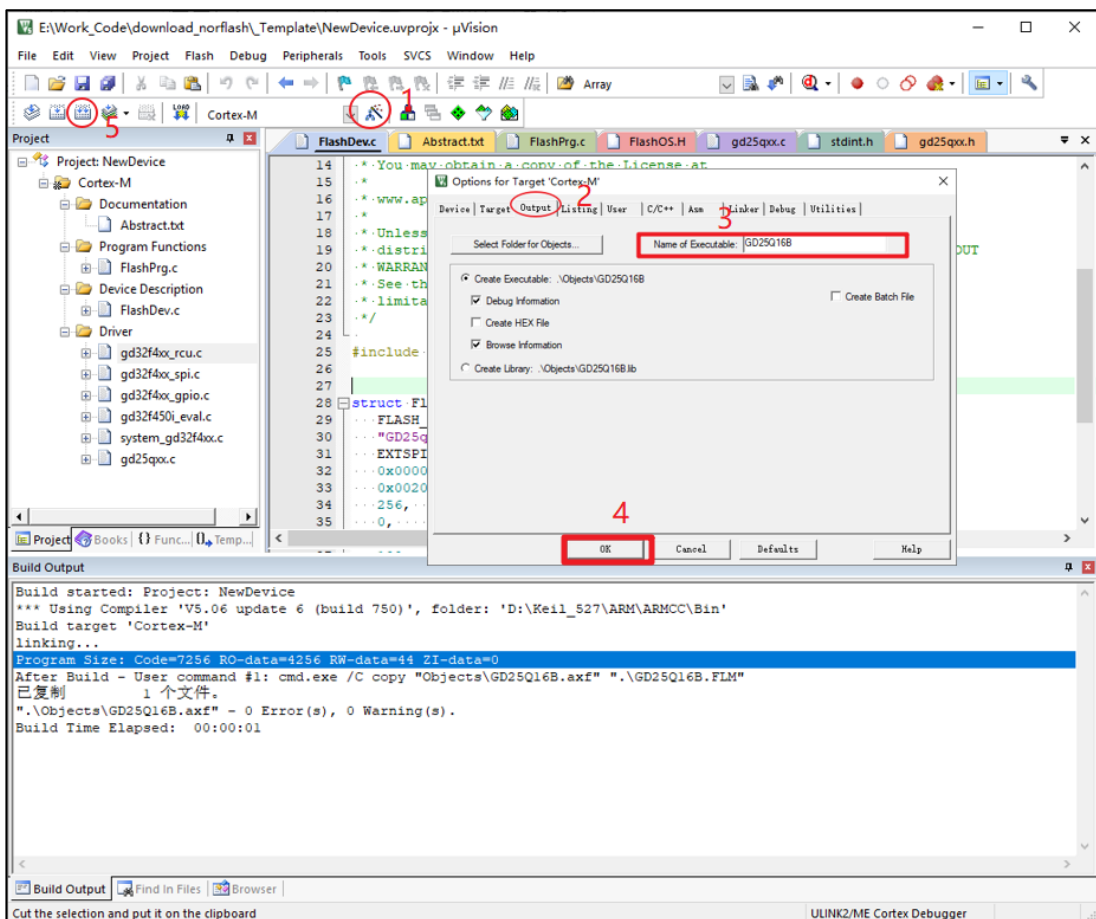 E:\Work_Code\download_norflash\_Template\NewDevice.uvprojx - µVision
File Edit View Project Flash Debug Peripherals Tools SVCS Window Help
Array
1
LOAD
Cortex-M
5
Project
FlashDev.c Abstract.txt FlashPrg.c FlashOS.H gd25qxx.c stdint.h gd25qxx.h
Project: NewDevice
Cortex-M
Documentation
Abstract.txt
Program Functions
FlashPrg.c
Device Description
FlashDev.c
Driver
gd32f4xx_rcu.c
gd32f4xx_spi.c
gd32f4xx_gpio.c
gd32f450i_eval.c
system_gd32f4xx.c
gd25qxx.c
Project Books Func... Temp...
14 * You may obtain a copy of the License at
15 *
16 * www.ap
17 *
18 * Unless
19 * distri OUT
20 * WARRAN
21 * See th
22 * limita
23 */
24
25 #include
26
27
28 struct Fl
29 FLASH_
30 "GD25q
31 EXTSPI
32 0x0000
33 0x0020
34 256,
35 0,
Options for Target 'Cortex-M'
2
Device Target Output Listing User C/C++ Asm Linker Debug Utilities
3
Select Folder for Objects... Name of Executable: GD25Q16B
Create Executable: .\Objects\GD25Q16B
Debug Information Create Batch File
Create HEX File
Browse Information
Create Library: .\Objects\GD25Q16B.lib
4
OK Cancel Defaults Help
Build Output
Build started: Project: NewDevice
*** Using Compiler 'V5.06 update 6 (build 750)', folder: 'D:\Keil_527\ARM\ARMCC\Bin'
Build target 'Cortex-M'
linking...
Program Size: Code=7256 RO-data=4256 RW-data=44 ZI-data=0
After Build - User command #1: cmd.exe /C copy "Objects\GD25Q16B.axf" ".\GD25Q16B.FLM"
已复制 1 个文件。
".\Objects\GD25Q16B.axf" - 0 Error(s), 0 Warning(s).
Build Time Elapsed: 00:00:01
Build Output Find In Files Browser
Cut the selection and put it on the clipboard ULINK2/ME Cortex Debugger